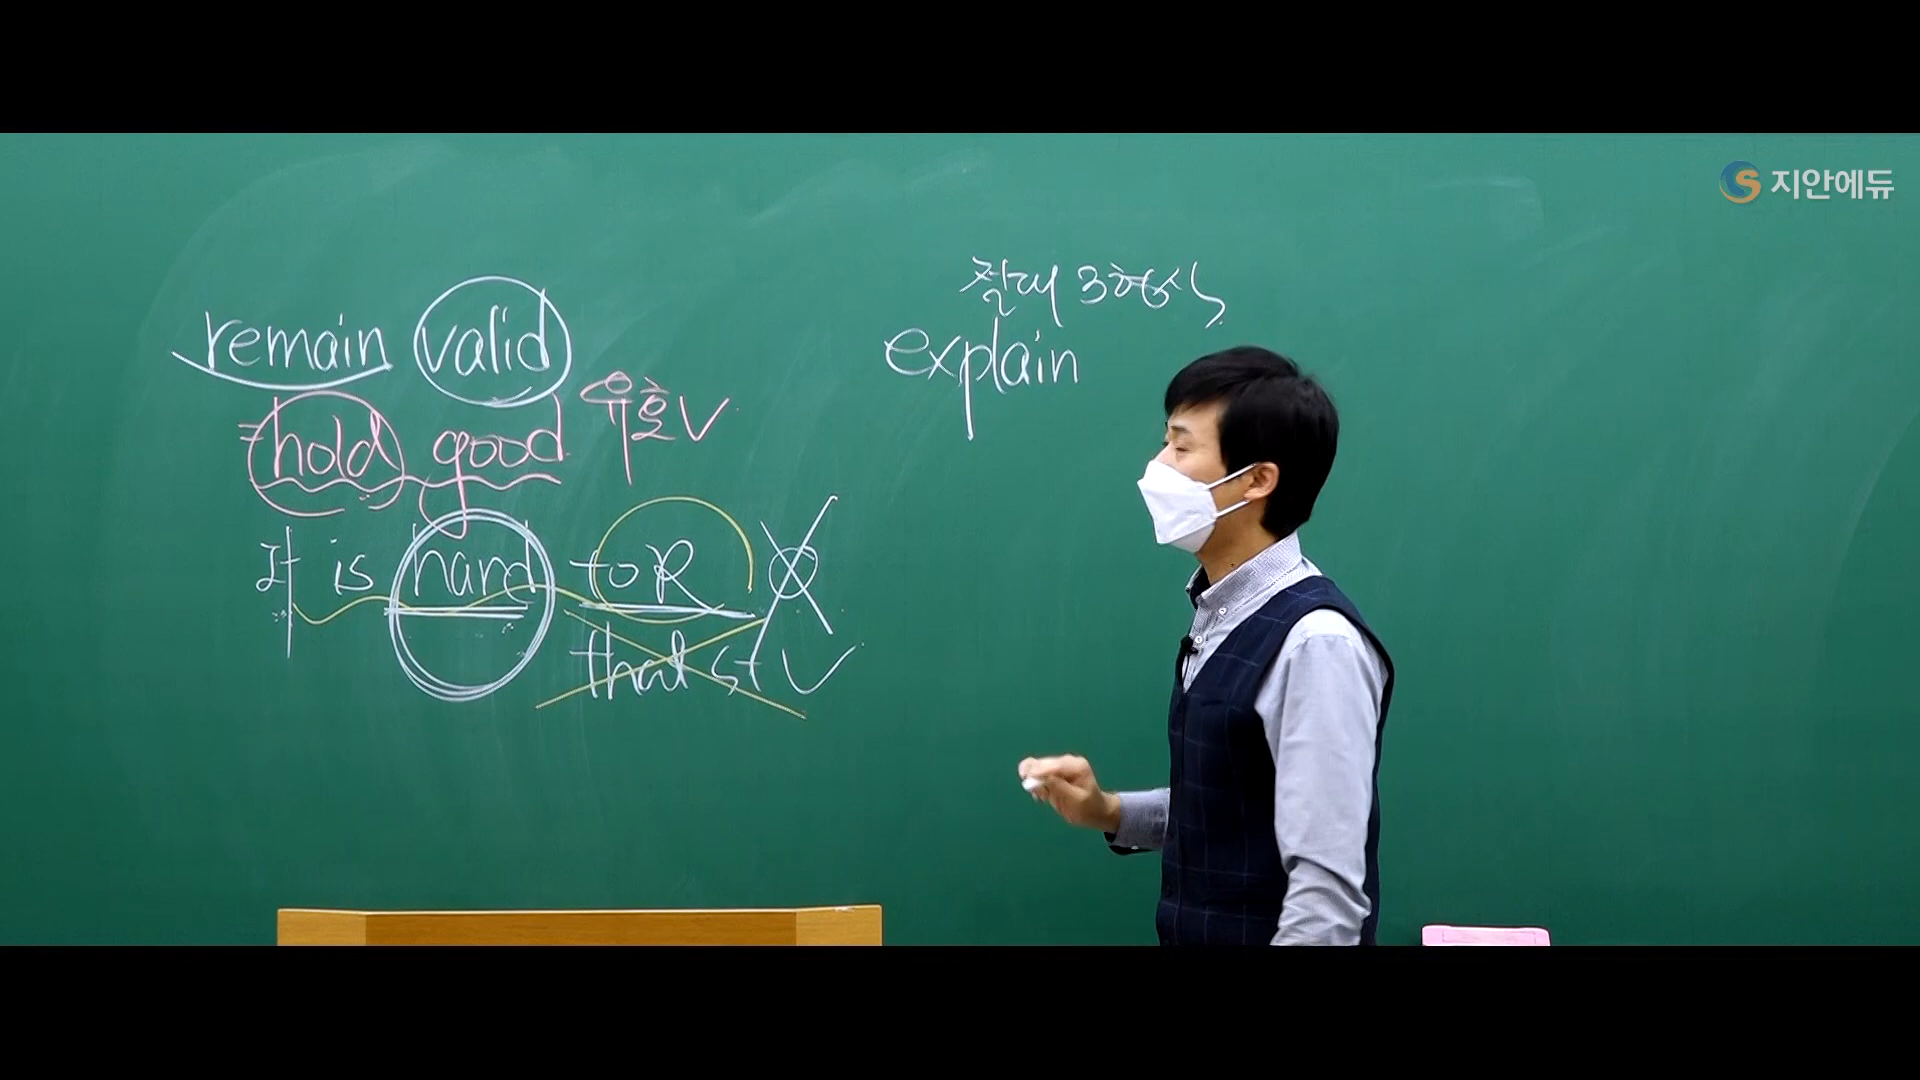 지안에듀
remain valid
=hold good 유효 V
It is hard to R X
that S+V
절대 3형식
explain